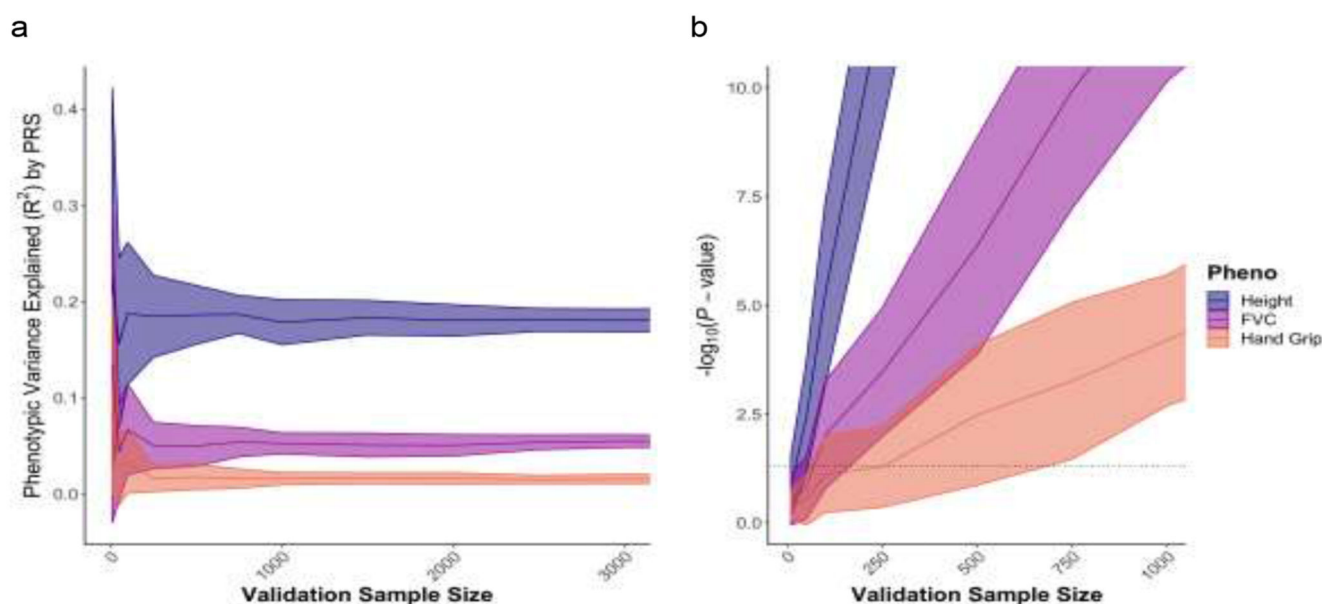 a
b
Phenotypic Variance Explained (R²) by PRS
0.4
0.3
0.2
0.1
0.0
0
1000
2000
3000
Validation Sample Size
-log₁₀(P − value)
10.0
7.5
5.0
2.5
0.0
0
250
500
750
1000
Validation Sample Size
Pheno
Height
FVC
Hand Grip